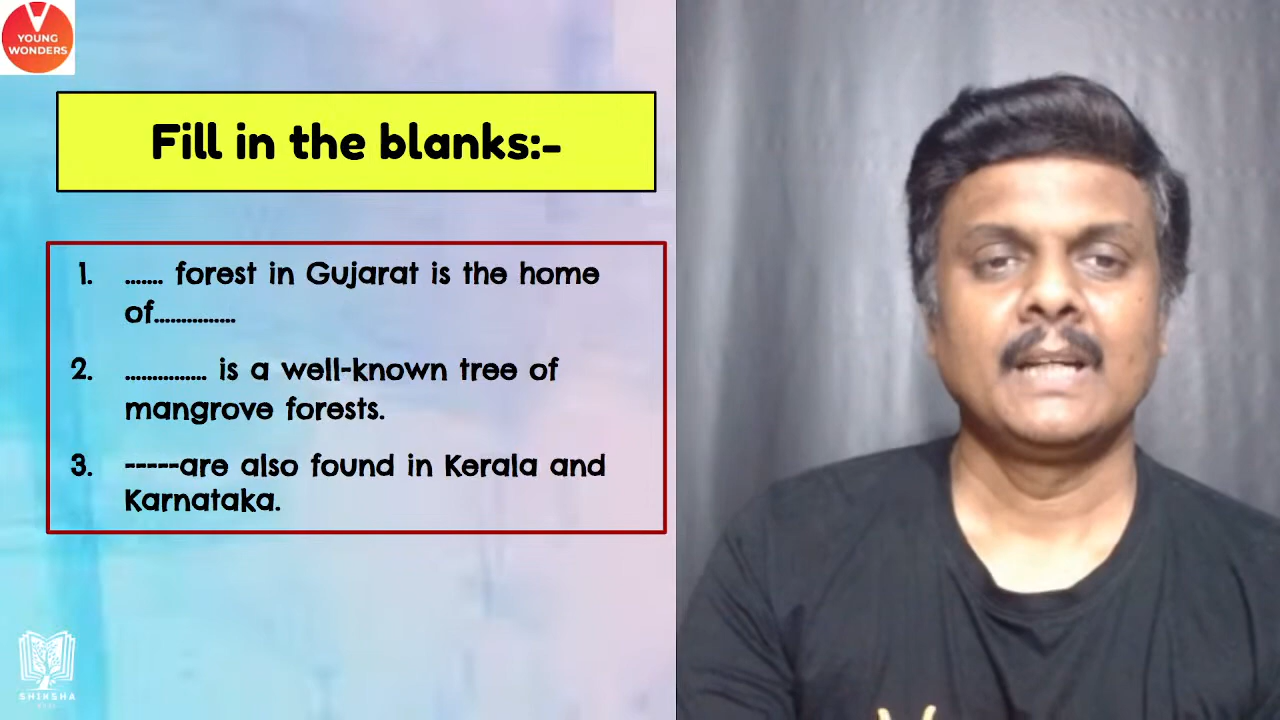 YOUNG
WONDERS
Fill in the blanks:-
1. ....... forest in Gujarat is the home
of...............
2. ............... is a well-known tree of
mangrove forests.
3. -----are also found in Kerala and
Karnataka.
SHIKSHA